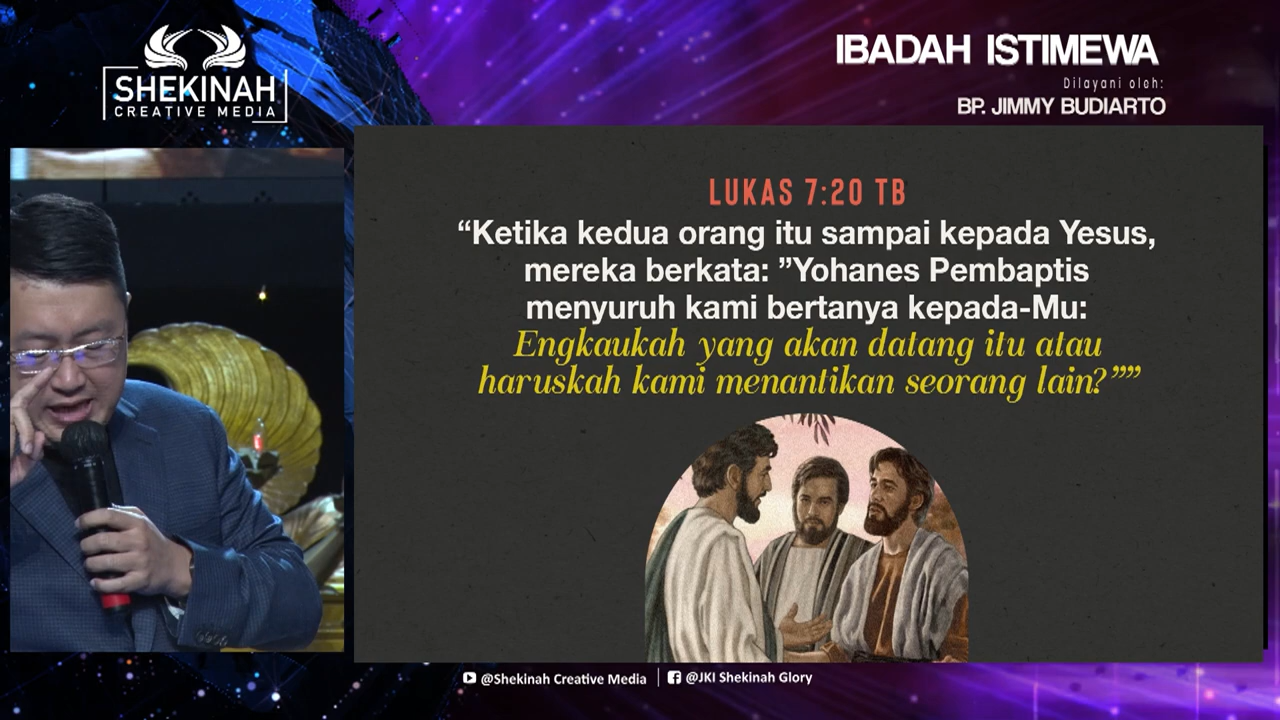 SHEKINAH
CREATIVE MEDIA
IBADAH ISTIMEWA
Dilayani oleh:
BP. JIMMY BUDIARTO
LUKAS 7:20 TB
“Ketika kedua orang itu sampai kepada Yesus,
mereka berkata: ”Yohanes Pembaptis
menyuruh kami bertanya kepada-Mu:
Engkaukah yang akan datang itu atau
haruskah kami menantikan seorang lain?””
@Shekinah Creative Media
@JKI Shekinah Glory